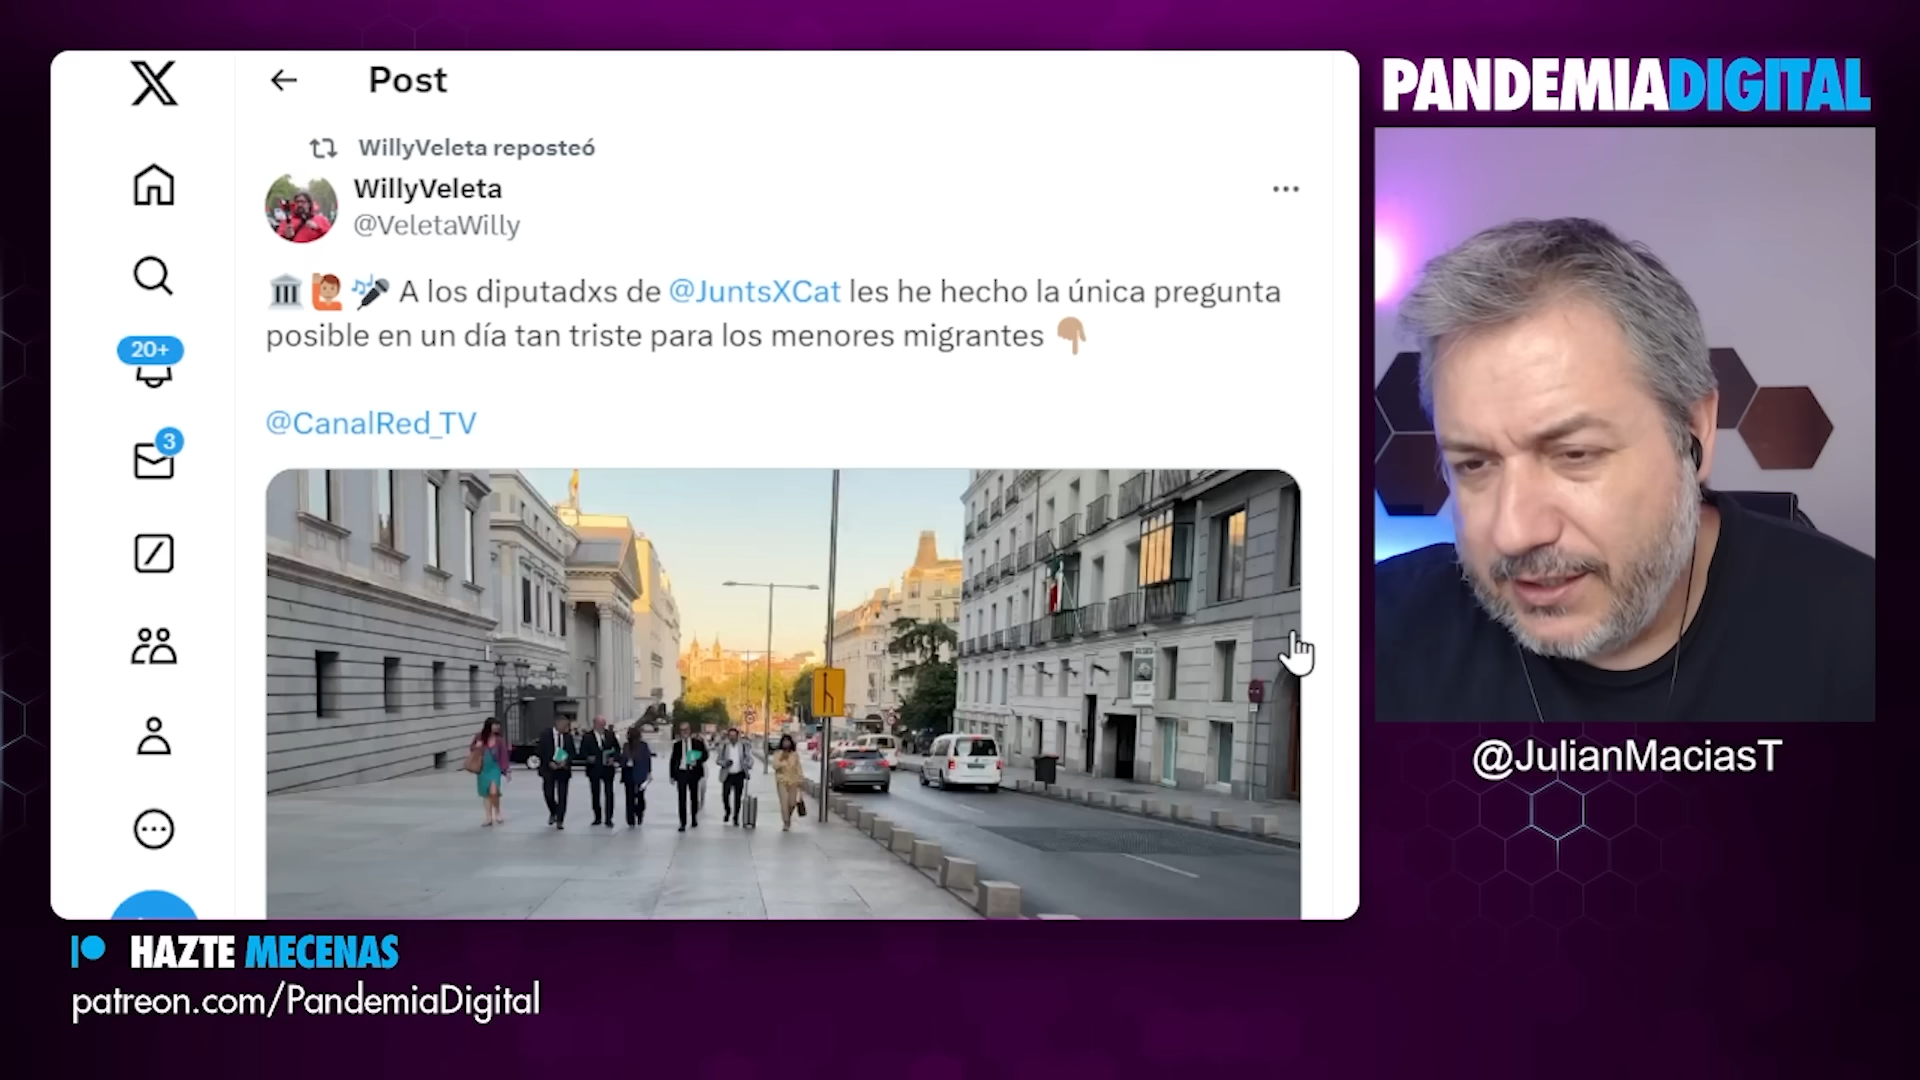 Post
WillyVeleta reposteó
WillyVeleta
@VeletaWilly
A los diputadxs de @JuntsXCat les he hecho la única pregunta
posible en un día tan triste para los menores migrantes
@CanalRed_TV
20+
3
PANDEMIADIGITAL
@JulianMaciasT
HAZTE MECENAS
patreon.com/PandemiaDigital